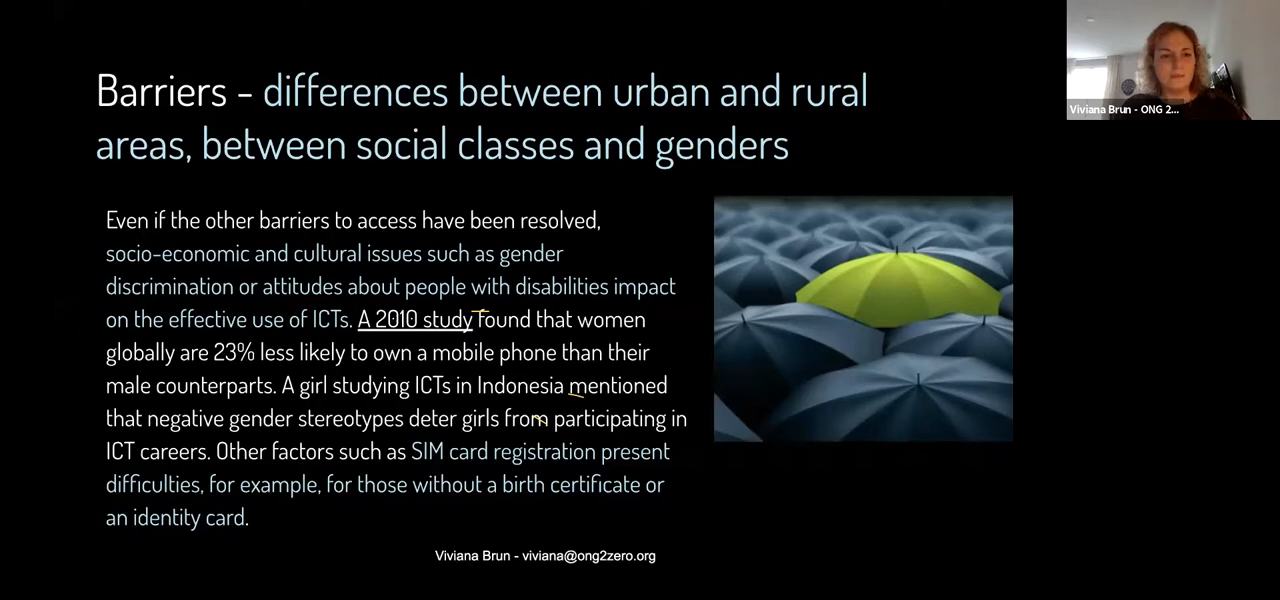 Barriers - differences between urban and rural
areas, between social classes and genders
Even if the other barriers to access have been resolved,
socio-economic and cultural issues such as gender
discrimination or attitudes about people with disabilities impact
on the effective use of ICTs. A 2010 study found that women
globally are 23% less likely to own a mobile phone than their
male counterparts. A girl studying ICTs in Indonesia mentioned
that negative gender stereotypes deter girls from participating in
ICT careers. Other factors such as SIM card registration present
difficulties, for example, for those without a birth certificate or
an identity card.
Viviana Brun - viviana@ong2zero.org
Viviana Brun - ONG 2...